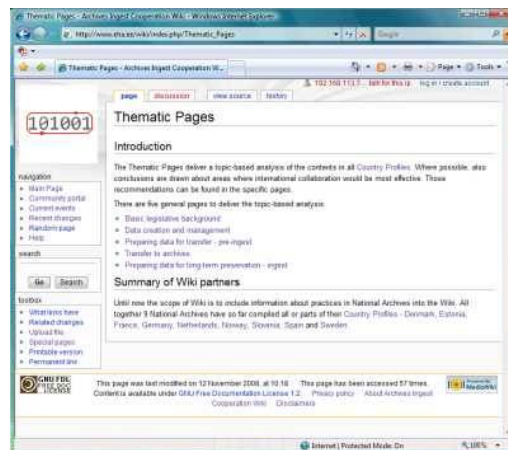 Thematic Pages - Archives Ingest Cooperation Wiki - Windows Internet Explorer
Thematic_Pages
Google
Thematic Pages - Archives Ingest Cooperation W...
Page
Tools
log in / create account
page
discussion
view source
history
101001
Thematic Pages
Introduction
The Thematic Pages deliver a topic-based analysis of the contents in all Country Profiles. Where possible, also
conclusions are drawn about areas where international collaboration would be most effective. Those
recommendations can be found in the specific pages.
There are five general pages to deliver the topic-based analysis:
Basic legislative background
Data creation and management
Preparing data for transfer - pre-ingest
Transfer to archives
Preparing data for long-term preservation - ingest
Summary of Wiki partners
Until now the scope of Wiki is to include information about practices in National Archives into the Wiki. All
together 9 National Archives have so far compiled all or parts of their Country Profiles - Denmark, Estonia,
France, Germany, Netherlands, Norway, Slovenia, Spain and Sweden.
navigation
Main Page
Community portal
Current events
Recent changes
Random page
Help
search
Go
Search
toolbox
What links here
Related changes
Upload file
Special pages
Printable version
Permanent link
GNU FDL
FREE DOC
LICENSE
This page was last modified on 12 November 2008, at 10:18.
This page has been accessed 57 times.
Content is available under GNU Free Documentation License 1.2.
Privacy policy
About Archives Ingest
Cooperation Wiki
Disclaimers
MediaWiki
Internet | Protected Mode: On
100%